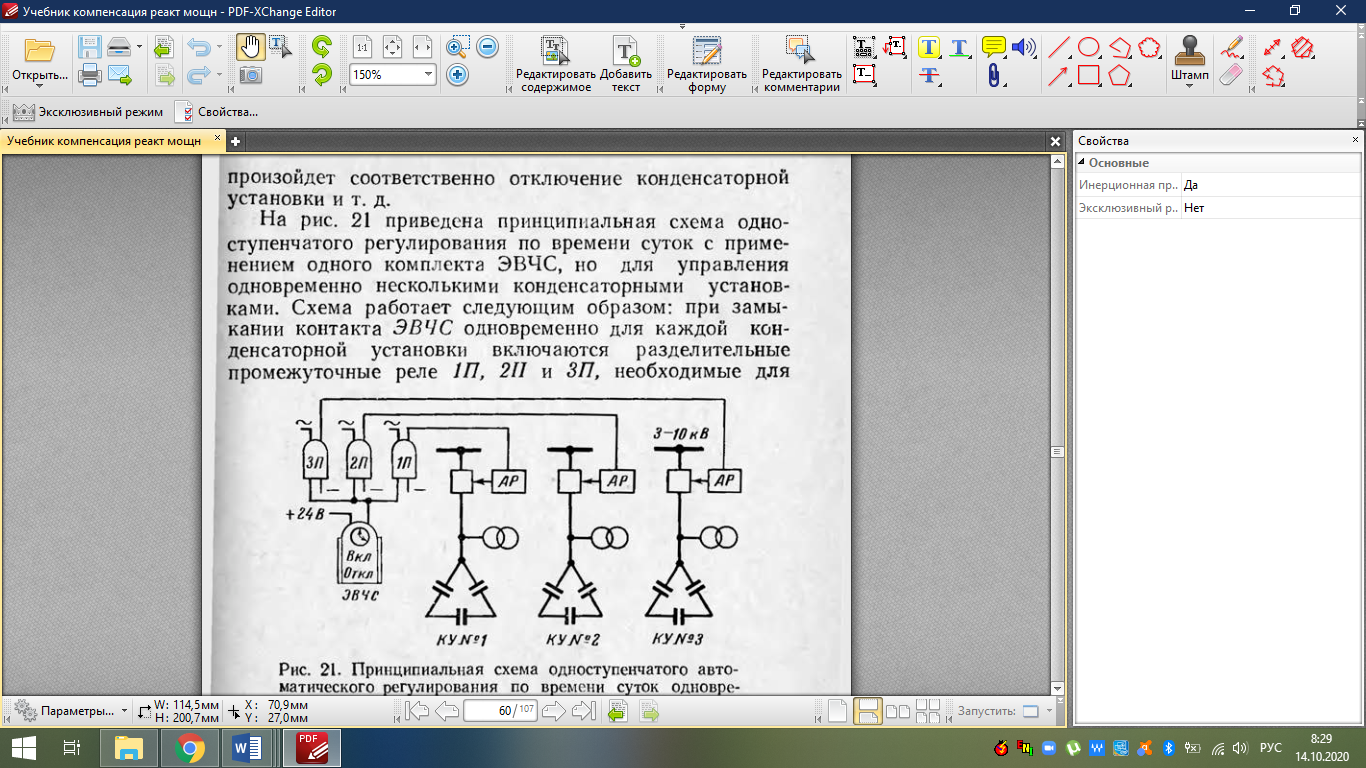 Учебник компенсация реакт мощн - PDF-XChange Editor
Открыть...
1:1
150%
Редактировать содержимое
Добавить текст
Редактировать форму
Редактировать комментарии
Штамп
Эксклюзивный режим
Свойства...
Учебник компенсация реакт мощн
произойдет соответственно отключение конденсаторной
установки и т. д.
На рис. 21 приведена принципиальная схема одно-
ступенчатого регулирования по времени суток с приме-
нением одного комплекта ЭВЧС, но для управления
одновременно несколькими конденсаторными установ-
ками. Схема работает следующим образом: при замы-
кании контакта ЭВЧС одновременно для каждой кон-
денсаторной установки включаются разделительные
промежуточные реле 1П, 2П и 3П, необходимые для
3–10 кВ
3П 2П 1П
АР АР АР
+24В
Вкл
Откл
ЭВЧС
КУ№1 КУ№2 КУ№3
Рис. 21. Принципиальная схема одноступенчатого авто-
матического регулирования по времени суток одновре-
Свойства
Основные
Инерционная пр.. Да
Эксклюзивный р.. Нет
Параметры...
W: 114,5мм
H: 200,7мм
X: 70,9мм
Y: 27,0мм
60 / 107
Запустить:
PDF
РУС
8:29
14.10.2020